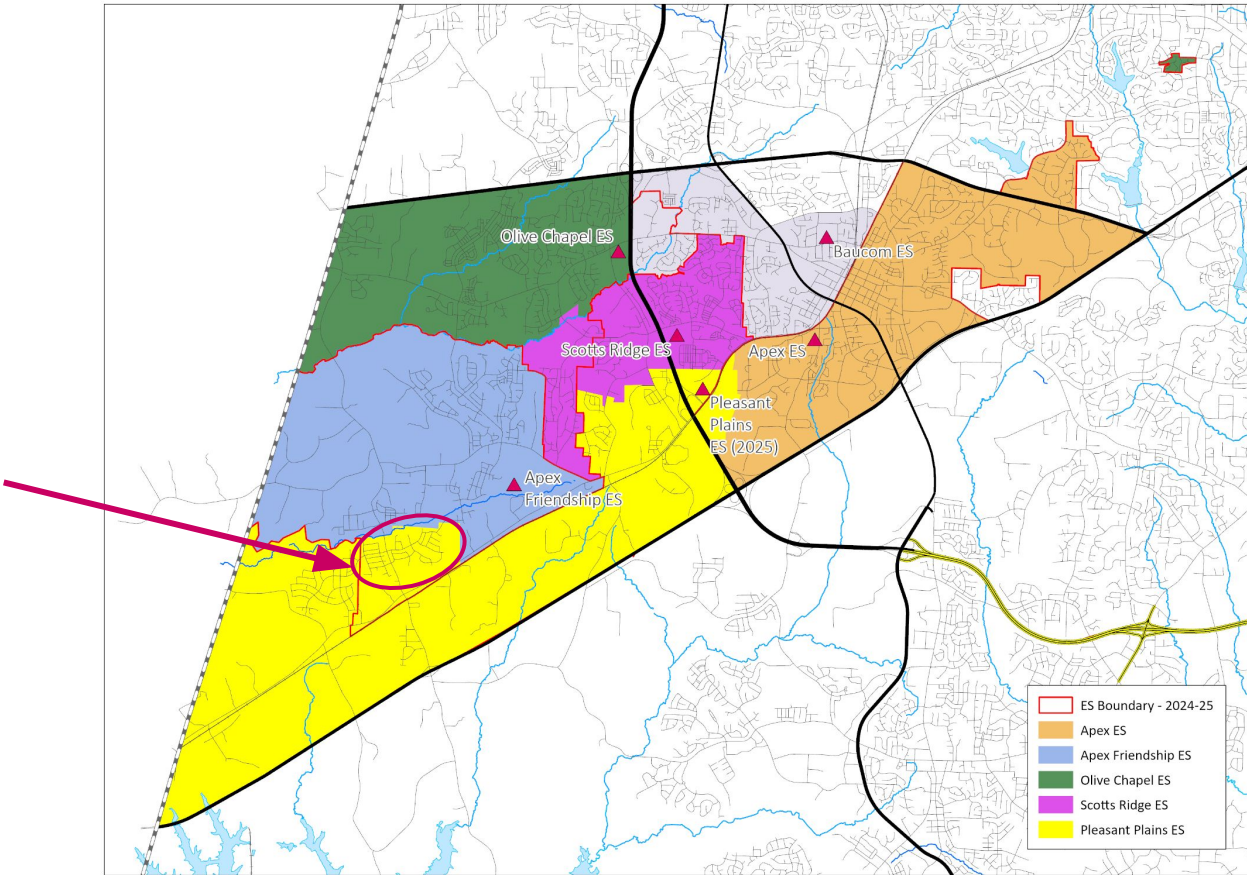 Olive Chapel ES
Baucom ES
Scotts Ridge ES
Apex ES
Pleasant
Plains
ES (2025)
Apex
Friendship ES
ES Boundary - 2024-25
Apex ES
Apex Friendship ES
Olive Chapel ES
Scotts Ridge ES
Pleasant Plains ES